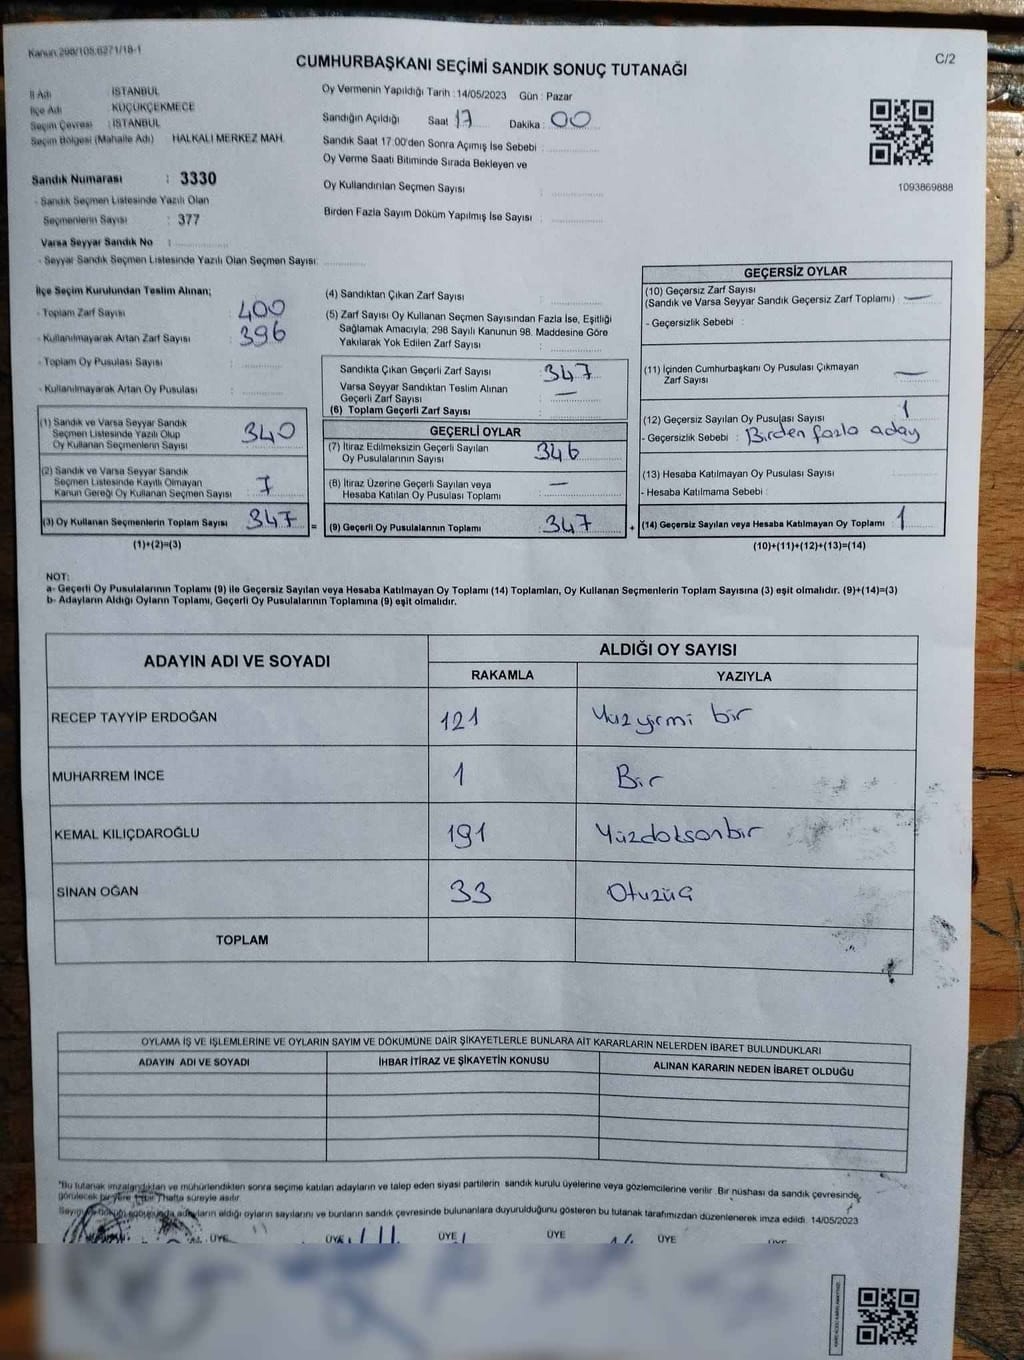 Kanun 298/105,6271/18-1
C/2
CUMHURBAŞKANI SEÇİMİ SANDIK SONUÇ TUTANAĞI
İl Adı : İSTANBUL
İlçe Adı : KÜÇÜKÇEKMECE
Seçim Çevresi : İSTANBUL
Seçim Bölgesi (Mahalle Adı) HALKALI MERKEZ MAH.
Sandık Numarası : 3330
- Sandık Seçmen Listesinde Yazılı Olan
Seçmenlerin Sayısı : 377
Varsa Seyyar Sandık No :
- Seyyar Sandık Seçmen Listesinde Yazılı Olan Seçmen Sayısı:
Oy Vermenin Yapıldığı Tarih : 14/05/2023 Gün : Pazar
Sandığın Açıldığı Saat 17 Dakika : 00
Sandık Saat 17.00'den Sonra Açımış İse Sebebi :
Oy Verme Saati Bitiminde Sırada Bekleyen ve
Oy Kullandırılan Seçmen Sayısı :
Birden Fazla Sayım Döküm Yapılmış İse Sayısı :
1093869888
İlçe Seçim Kurulundan Teslim Alınan;
- Toplam Zarf Sayısı : 400
- Kullanılmayarak Artan Zarf Sayısı : 396
- Toplam Oy Pusulası Sayısı :
- Kullanılmayarak Artan Oy Pusulası :
(1) Sandık ve Varsa Seyyar Sandık
Seçmen Listesinde Yazılı Olup
Oy Kullanan Seçmenlerin Sayısı 340
(2) Sandık ve Varsa Seyyar Sandık
Seçmen Listesinde Kayıtlı Olmayan
Kanun Gereği Oy Kullanan Seçmen Sayısı 7
(3) Oy Kullanan Seçmenlerin Toplam Sayısı 347
(1)+(2)=(3)
(4) Sandıktan Çıkan Zarf Sayısı :
(5) Zarf Sayısı Oy Kullanan Seçmen Sayısından Fazla İse, Eşitliği
Sağlamak Amacıyla; 298 Sayılı Kanunun 98. Maddesine Göre
Yakılarak Yok Edilen Zarf Sayısı :
Sandıkta Çıkan Geçerli Zarf Sayısı : 347
Varsa Seyyar Sandıktan Teslim Alınan
Geçerli Zarf Sayısı : —
(6) Toplam Geçerli Zarf Sayısı :
GEÇERLİ OYLAR
(7) İtiraz Edilmeksizin Geçerli Sayılan
Oy Pusulalarının Sayısı 346
(8) İtiraz Üzerine Geçerli Sayılan veya
Hesaba Katılan Oy Pusulası Toplamı —
= (9) Geçerli Oy Pusulalarının Toplamı 347
GEÇERSİZ OYLAR
(10) Geçersiz Zarf Sayısı
(Sandık ve Varsa Seyyar Sandık Geçersiz Zarf Toplamı) : —
- Geçersizlik Sebebi :
(11) İçinden Cumhurbaşkanı Oy Pusulası Çıkmayan
Zarf Sayısı —
(12) Geçersiz Sayılan Oy Pusulası Sayısı 1
- Geçersizlik Sebebi : Birden fazla aday
(13) Hesaba Katılmayan Oy Pusulası Sayısı
- Hesaba Katılmama Sebebi :
+ (14) Geçersiz Sayılan veya Hesaba Katılmayan Oy Toplamı 1
(10)+(11)+(12)+(13)=(14)
NOT:
a- Geçerli Oy Pusulalarının Toplamı (9) ile Geçersiz Sayılan veya Hesaba Katılmayan Oy Toplamı (14) Toplamları, Oy Kullanan Seçmenlerin Toplam Sayısına (3) eşit olmalıdır. (9)+(14)=(3)
b- Adayların Aldığı Oyların Toplamı, Geçerli Oy Pusulalarının Toplamına (9) eşit olmalıdır.
ADAYIN ADI VE SOYADI
ALDIĞI OY SAYISI
RAKAMLA YAZIYLA
RECEP TAYYİP ERDOĞAN 121 Yüzyirmi bir
MUHARREM İNCE 1 Bir
KEMAL KILIÇDAROĞLU 191 Yüzdoksanbir
SİNAN OĞAN 33 Otuzüç
TOPLAM
OYLAMA İŞ VE İŞLEMLERİNE VE OYLARIN SAYIM VE DÖKÜMÜNE DAİR ŞİKAYETLERLE BUNLARA AİT KARARLARIN NELERDEN İBARET BULUNDUKLARI
ADAYIN ADI VE SOYADI İHBAR İTİRAZ VE ŞİKAYETİN KONUSU ALINAN KARARIN NEDEN İBARET OLDUĞU
"Bu tutanak imzalandıktan ve mühürlendikten sonra seçime katılan adayların ve talep eden siyasi partilerin sandık kurulu üyelerine veya gözlemcilerine verilir. Bir nüshası da sandık çevresinde,
görülecek bir yere 1 hafta süreyle asılır.
adayların aldığı oyların sayılarını ve bunların sandık çevresinde bulunanlara duyurulduğunu gösteren bu tutanak tarafımızdan düzenlenerek imza edildi. 14/05/2023
ÜYE ÜYE ÜYE ÜYE ÜYE ÜYE